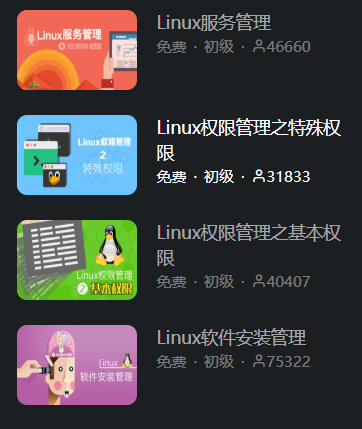 Linux服务管理
Linux服务管理
免费 · 初级 · 46660
Linux权限管理
之
特殊权限
Linux权限管理之特殊权
限
免费 · 初级 · 31833
Linux权限管理
之基本权限
Linux权限管理之基本权
限
免费 · 初级 · 40407
Linux
软件安装管理
Linux软件安装管理
免费 · 初级 · 75322